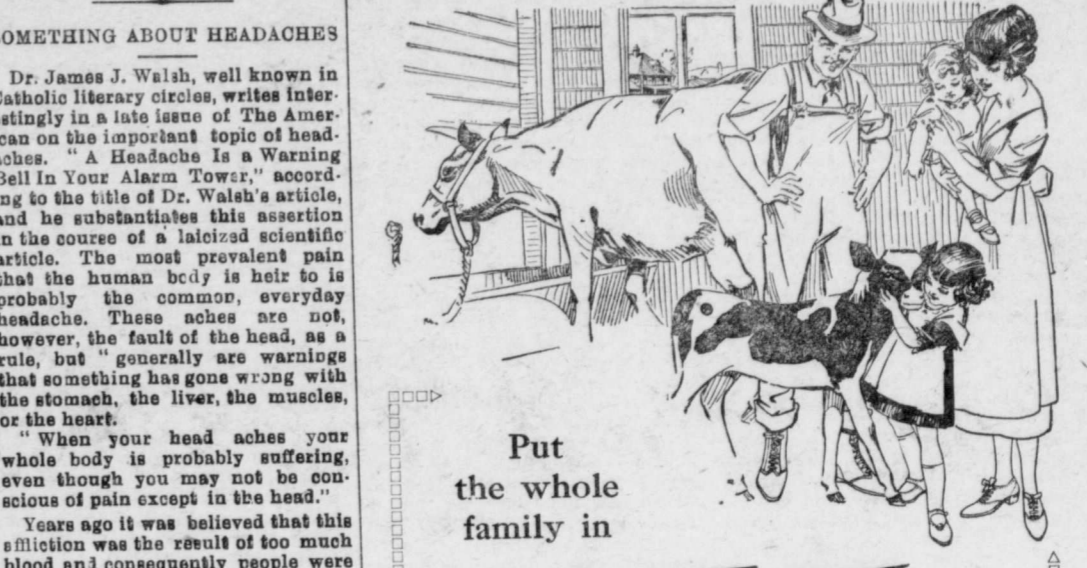 OMETHING ABOUT HEADACHES
Dr. James J. Walsh, well known in
atholic literary circles, writes inter-
stingly in a late issue of The Amer-
can on the important topic of head-
ches. " A Headache Is a Warning
Bell In Your Alarm Tower," accord-
ng to the title of Dr. Walsh's article,
and he substantiates this assertion
n the course of a laicized scientific
article. The most prevalent pain
that the human body is heir to is
probably the common, everyday
headache. These aches are not,
however, the fault of the head, as a
rule, but " generally are warnings
that something has gone wrong with
the stomach, the liver, the muscles,
or the heart.
" When your head aches your
whole body is probably suffering,
even though you may not be con-
scious of pain except in the head."
Years ago it was believed that this
affliction was the result of too much
blood and consequently people were
Put
the whole
family in